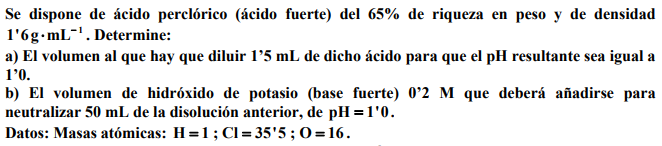 Se dispone de ácido perclórico (ácido fuerte) del 65% de riqueza en peso y de densidad
1'6 g·mL⁻¹. Determine:
a) El volumen al que hay que diluir 1'5 mL de dicho ácido para que el pH resultante sea igual a
1'0.
b) El volumen de hidróxido de potasio (base fuerte) 0'2 M que deberá añadirse para
neutralizar 50 mL de la disolución anterior, de pH = 1'0.
Datos: Masas atómicas: H = 1 ; Cl = 35'5 ; O = 16.